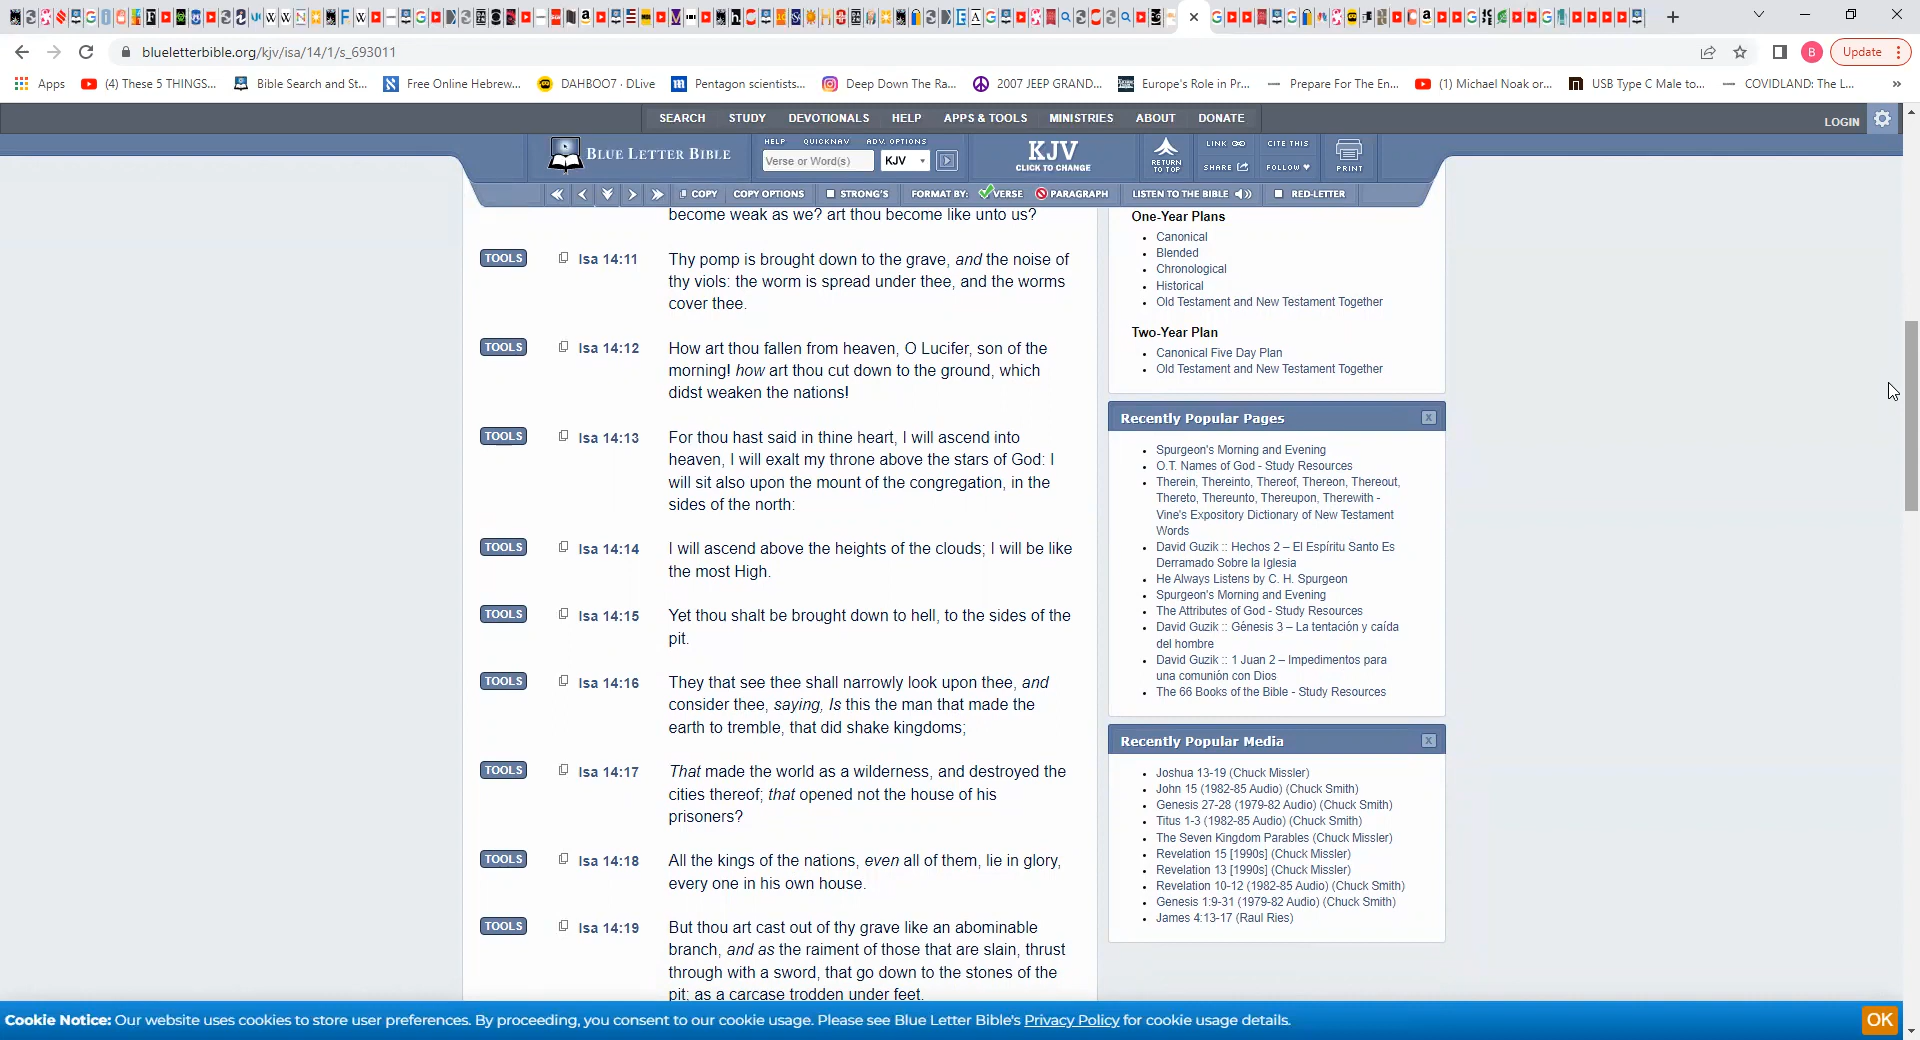 blueletterbible.org/kjv/isa/14/1/s_693011
B
Update
Apps
(4) These 5 THINGS...
Bible Search and St...
Free Online Hebrew...
DAHBOO7 - DLive
Pentagon scientists...
Deep Down The Ra...
2007 JEEP GRAND...
Europe's Role in Pr...
Prepare For The En...
(1) Michael Noak or...
USB Type C Male to...
COVIDLAND: The L...
SEARCH
STUDY
DEVOTIONALS
HELP
APPS & TOOLS
MINISTRIES
ABOUT
DONATE
LOGIN
BLUE LETTER BIBLE
HELP
QUICKNAV
ADV. OPTIONS
Verse or Word(s)
KJV
KJV
CLICK TO CHANGE
RETURN
TO TOP
LINK
SHARE
CITE THIS
FOLLOW
PRINT
COPY
COPY OPTIONS
STRONG'S
FORMAT BY:
VERSE
PARAGRAPH
LISTEN TO THE BIBLE
RED-LETTER
become weak as we? art thou become like unto us?
TOOLS
Isa 14:11
Thy pomp is brought down to the grave, and the noise of
thy viols: the worm is spread under thee, and the worms
cover thee.
TOOLS
Isa 14:12
How art thou fallen from heaven, O Lucifer, son of the
morning! how art thou cut down to the ground, which
didst weaken the nations!
TOOLS
Isa 14:13
For thou hast said in thine heart, I will ascend into
heaven, I will exalt my throne above the stars of God: I
will sit also upon the mount of the congregation, in the
sides of the north:
TOOLS
Isa 14:14
I will ascend above the heights of the clouds; I will be like
the most High.
TOOLS
Isa 14:15
Yet thou shalt be brought down to hell, to the sides of the
pit.
TOOLS
Isa 14:16
They that see thee shall narrowly look upon thee, and
consider thee, saying, Is this the man that made the
earth to tremble, that did shake kingdoms;
TOOLS
Isa 14:17
That made the world as a wilderness, and destroyed the
cities thereof; that opened not the house of his
prisoners?
TOOLS
Isa 14:18
All the kings of the nations, even all of them, lie in glory,
every one in his own house.
TOOLS
Isa 14:19
But thou art cast out of thy grave like an abominable
branch, and as the raiment of those that are slain, thrust
through with a sword, that go down to the stones of the
pit; as a carcase trodden under feet.
One-Year Plans
Canonical
Blended
Chronological
Historical
Old Testament and New Testament Together
Two-Year Plan
Canonical Five Day Plan
Old Testament and New Testament Together
Recently Popular Pages
x
Spurgeon's Morning and Evening
O.T. Names of God - Study Resources
Therein, Thereinto, Thereof, Thereon, Thereout,
Thereto, Thereunto, Thereupon, Therewith -
Vine's Expository Dictionary of New Testament
Words
David Guzik :: Hechos 2 – El Espíritu Santo Es
Derramado Sobre la Iglesia
He Always Listens by C. H. Spurgeon
Spurgeon's Morning and Evening
The Attributes of God - Study Resources
David Guzik :: Génesis 3 – La tentación y caída
del hombre
David Guzik :: 1 Juan 2 – Impedimentos para
una comunión con Dios
The 66 Books of the Bible - Study Resources
Recently Popular Media
x
Joshua 13-19 (Chuck Missler)
John 15 (1982-85 Audio) (Chuck Smith)
Genesis 27-28 (1979-82 Audio) (Chuck Smith)
Titus 1-3 (1982-85 Audio) (Chuck Smith)
The Seven Kingdom Parables (Chuck Missler)
Revelation 15 [1990s] (Chuck Missler)
Revelation 13 [1990s] (Chuck Missler)
Revelation 10-12 (1982-85 Audio) (Chuck Smith)
Genesis 1:9-31 (1979-82 Audio) (Chuck Smith)
James 4:13-17 (Raul Ries)
Cookie Notice: Our website uses cookies to store user preferences. By proceeding, you consent to our cookie usage. Please see Blue Letter Bible's Privacy Policy for cookie usage details.
OK